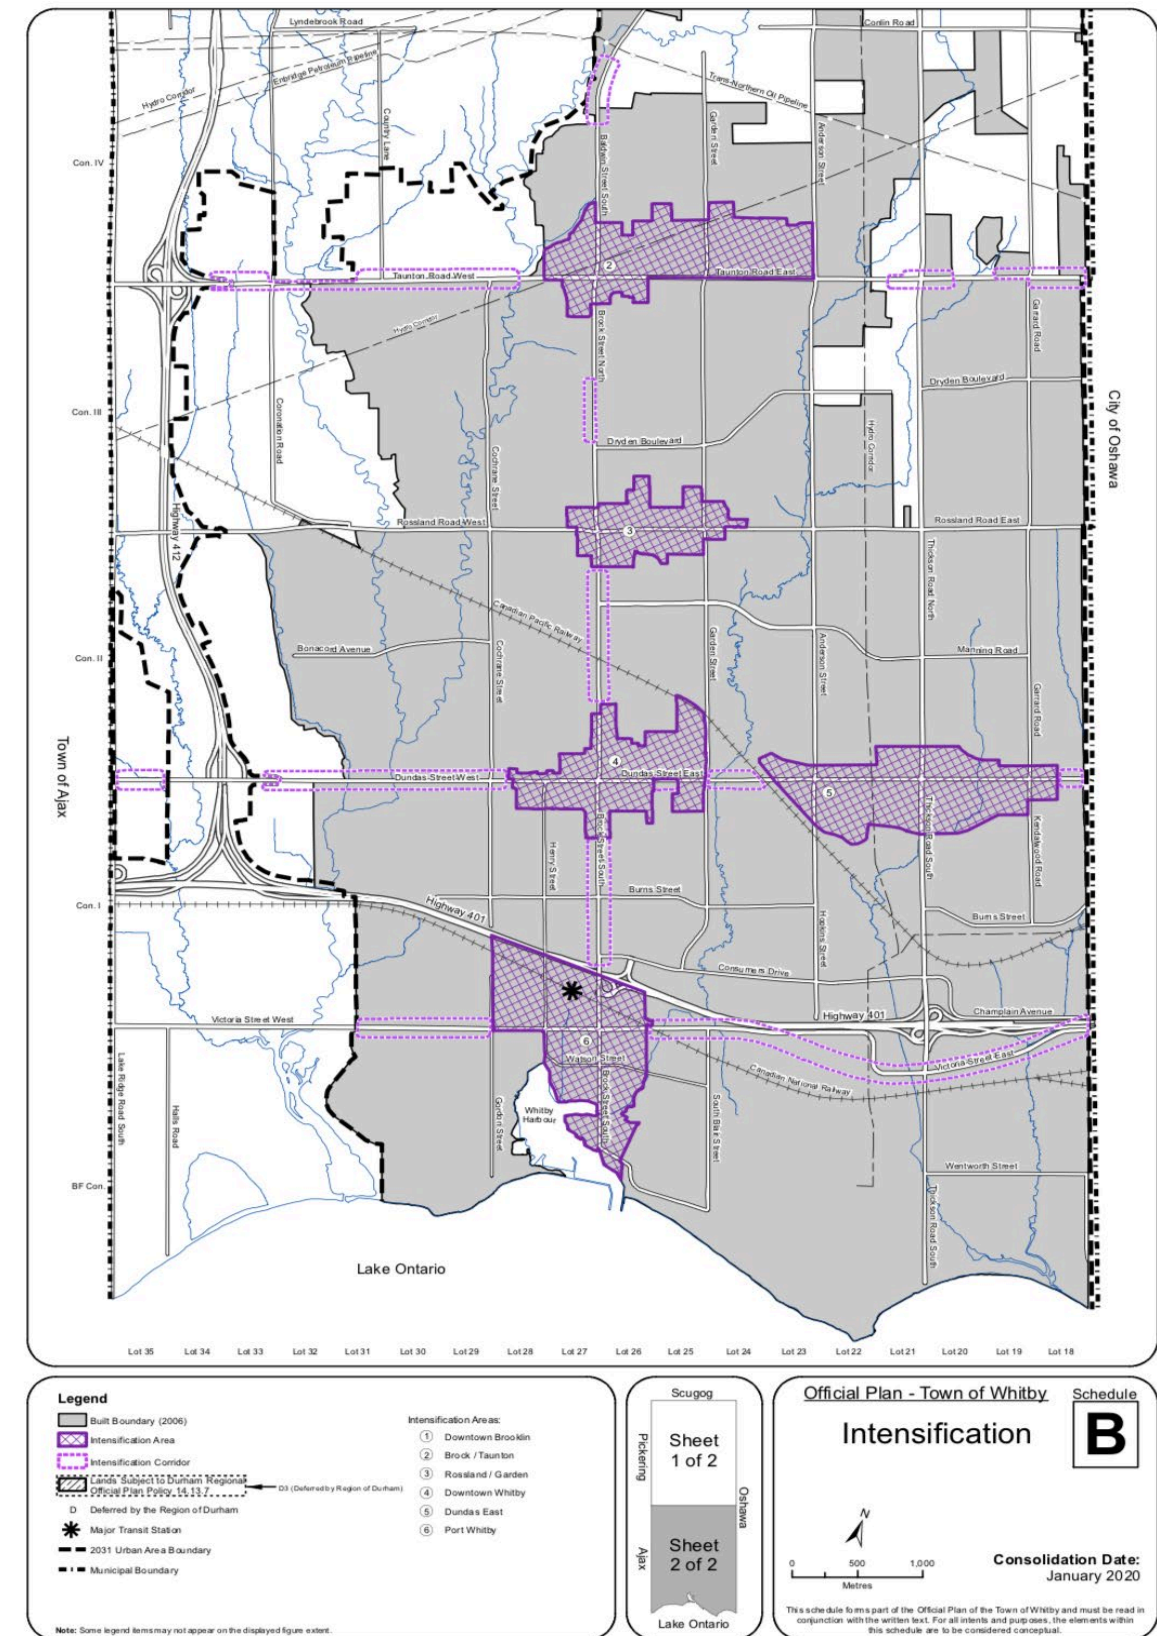 Lyndebrook Road
Conlin Road
Enbridge Petroleum Pipeline
Hydro Corridor
Trans-Northern Oil Pipeline
Country Lane
Garden Street
Anderson Street
Baldwin Street South
Con. IV
2
Taunton Road West
Taunton Road East
Hydro Corridor
Brock Street North
Garrard Road
Dryden Boulevard
Con. III
Coronation Road
Dryden Boulevard
Hydro Corridor
City of Oshawa
Cochrane Street
Highway 412
Rossland Road West
3
Rossland Road East
Thickson Road North
Canadian Pacific Railway
Bonacord Avenue
Cochrane Street
Garden Street
Anderson Street
Manning Road
Con. II
Garrard Road
Town of Ajax
4
Dundas Street West
Dundas Street East
5
Thickson Road South
Kendalwood Road
Brock Street South
Henry Street
Burns Street
Highway 401
Con. I
Hopkins Street
Burns Street
Consumers Drive
Victoria Street West
Highway 401
Champlain Avenue
6
Watson Street
Victoria Street East
Canadian National Railway
Lake Ridge Road South
Halls Road
Gordon Street
Whitby
Harbour
Brock Street South
South Blair Street
Wentworth Street
BF Con.
Thickson Road South
Lake Ontario
Lot 35 Lot 34 Lot 33 Lot 32 Lot 31 Lot 30 Lot 29 Lot 28 Lot 27 Lot 26 Lot 25 Lot 24 Lot 23 Lot 22 Lot 21 Lot 20 Lot 19 Lot 18
Legend
Built Boundary (2006)
Intensification Area
Intensification Corridor
Lands Subject to Durham Regional
Official Plan Policy 14.13.7
D3 (Deferred by Region of Durham)
D Deferred by the Region of Durham
Major Transit Station
2031 Urban Area Boundary
Municipal Boundary
Note: Some legend items may not appear on the displayed figure extent.
Intensification Areas:
1 Downtown Brooklin
2 Brock / Taunton
3 Rossland / Garden
4 Downtown Whitby
5 Dundas East
6 Port Whitby
Scugog
Pickering
Sheet
1 of 2
Oshawa
Ajax
Sheet
2 of 2
Lake Ontario
Official Plan - Town of Whitby
Schedule
Intensification
B
N
0 500 1,000
Metres
Consolidation Date:
January 2020
This schedule forms part of the Official Plan of the Town of Whitby and must be read in
conjunction with the written text. For all intents and purposes, the elements within
this schedule are to be considered conceptual.